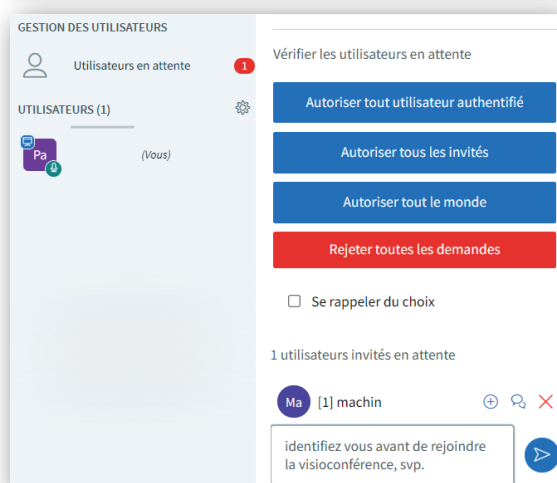 GESTION DES UTILISATEURS
Utilisateurs en attente
1
UTILISATEURS (1)
Pa
(Vous)
Vérifier les utilisateurs en attente
Autoriser tout utilisateur authentifié
Autoriser tous les invités
Autoriser tout le monde
Rejeter toutes les demandes
Se rappeler du choix
1 utilisateurs invités en attente
Ma
[1] machin
identifiez vous avant de rejoindre
la visioconférence, svp.